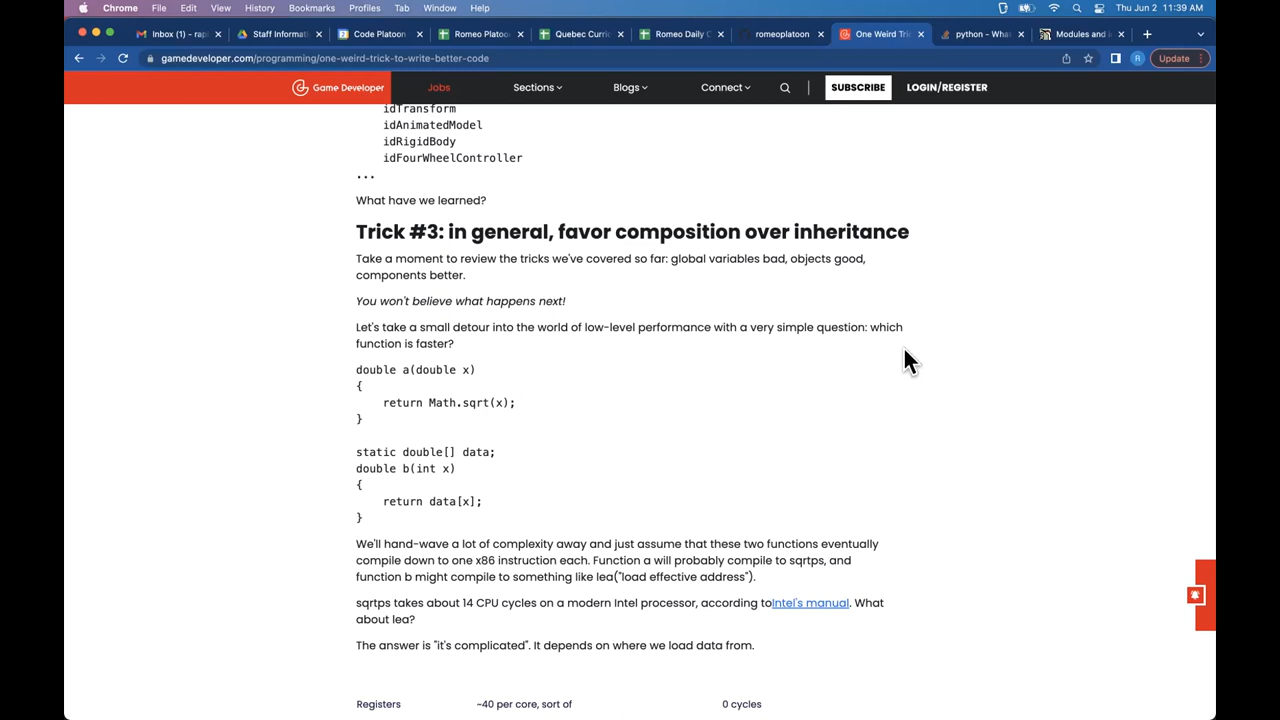 Chrome File Edit View History Bookmarks Profiles Tab Window Help Thu Jun 2 11:39 AM
Inbox (1) – rap Staff Informati Code Platoon Romeo Platoo Quebec Curri Romeo Daily C romeoplatoon One Weird Tric python - What Modules and i
gamedeveloper.com/programming/one-weird-trick-to-write-better-code R Update
Game Developer Jobs Sections Blogs Connect SUBSCRIBE LOGIN/REGISTER
idTransform
idAnimatedModel
idRigidBody
idFourWheelController
...
What have we learned?
Trick #3: in general, favor composition over inheritance
Take a moment to review the tricks we've covered so far: global variables bad, objects good,
components better.
You won't believe what happens next!
Let's take a small detour into the world of low-level performance with a very simple question: which
function is faster?
double a(double x)
{
return Math.sqrt(x);
}
static double[] data;
double b(int x)
{
return data[x];
}
We'll hand-wave a lot of complexity away and just assume that these two functions eventually
compile down to one x86 instruction each. Function a will probably compile to sqrtps, and
function b might compile to something like lea("load effective address").
sqrtps takes about 14 CPU cycles on a modern Intel processor, according toIntel's manual. What
about lea?
The answer is "it's complicated". It depends on where we load data from.
Registers ~40 per core, sort of 0 cycles